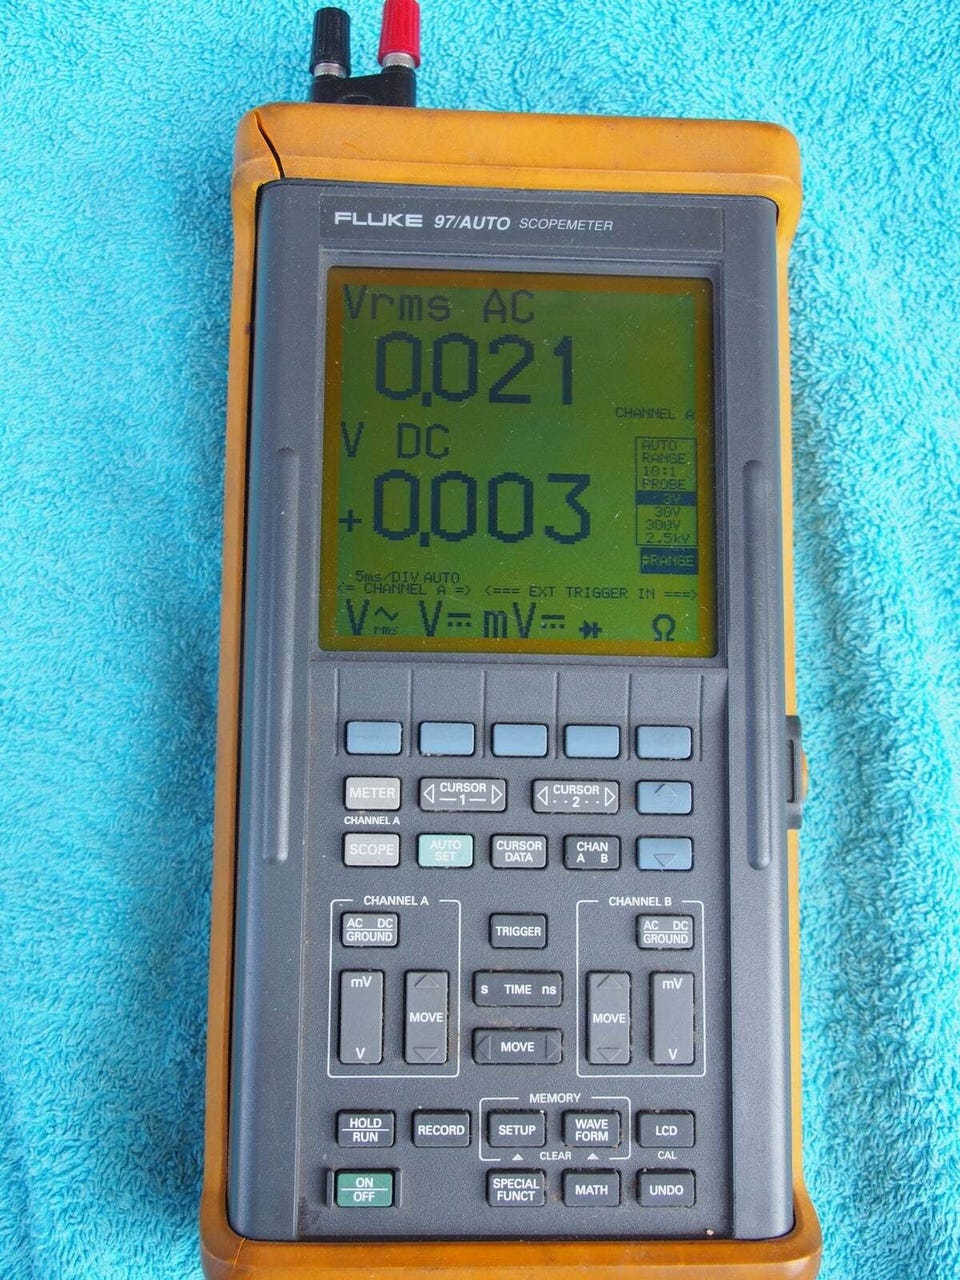 FLUKE 97/AUTO SCOPEMETER
Vrms AC
0.021
CHANNEL A
V DC
+0.003
AUTO
RANGE
10:1
PROBE
3V
30V
300V
2.5kV
RANGE
5ms/DIV AUTO
<= CHANNEL A => <=== EXT TRIGGER IN ===>
V~rms V mV Ω
METER
CURSOR
1
CURSOR
2
CHANNEL A
SCOPE
AUTO
SET
CURSOR
DATA
CHAN
A B
CHANNEL A
CHANNEL B
AC DC
GROUND
TRIGGER
AC DC
GROUND
mV
V
MOVE
s TIME ns
MOVE
MOVE
mV
V
MEMORY
HOLD
RUN
RECORD
SETUP
WAVE
FORM
LCD
CLEAR
CAL
ON
OFF
SPECIAL
FUNCT
MATH
UNDO